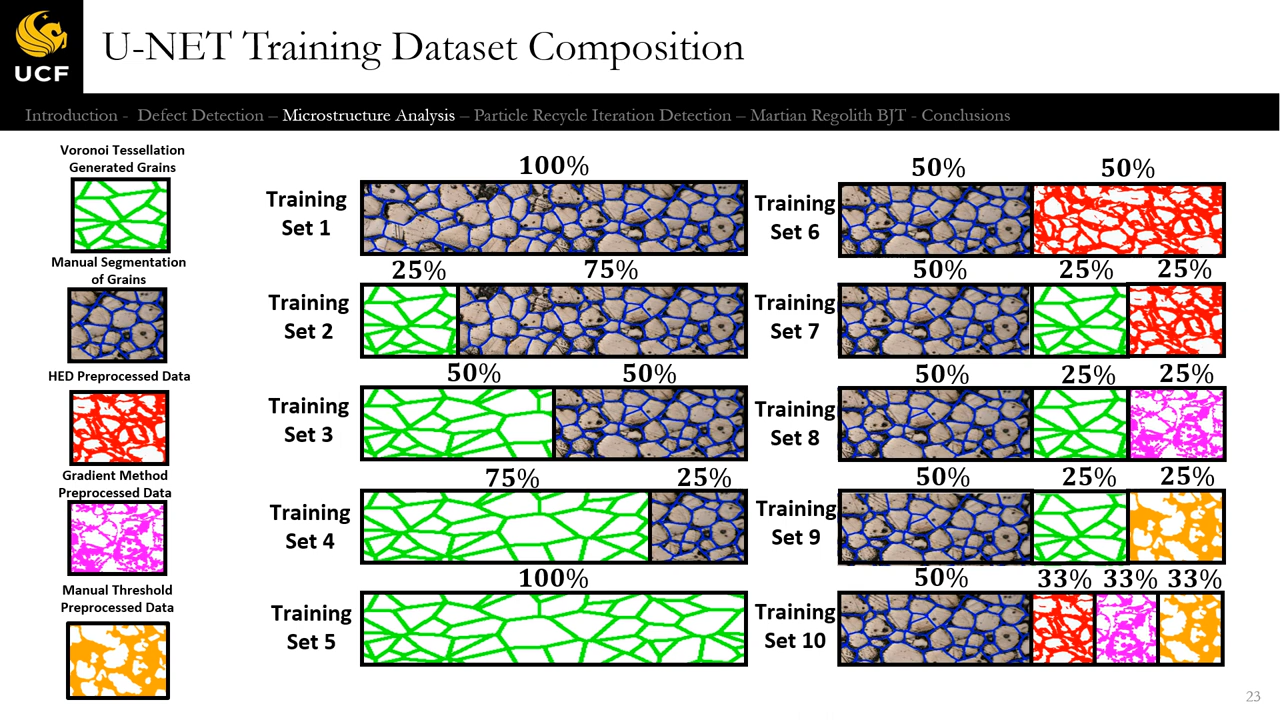 UCF
U-NET Training Dataset Composition
Introduction - Defect Detection – Microstructure Analysis – Particle Recycle Iteration Detection – Martian Regolith BJT - Conclusions
Voronoi Tessellation
Generated Grains
Manual Segmentation
of Grains
HED Preprocessed Data
Gradient Method
Preprocessed Data
Manual Threshold
Preprocessed Data
100%
Training
Set 1
25% 75%
Training
Set 2
50% 50%
Training
Set 3
75% 25%
Training
Set 4
100%
Training
Set 5
50% 50%
Training
Set 6
50% 25% 25%
Training
Set 7
50% 25% 25%
Training
Set 8
50% 25% 25%
Training
Set 9
50% 33% 33% 33%
Training
Set 10
23